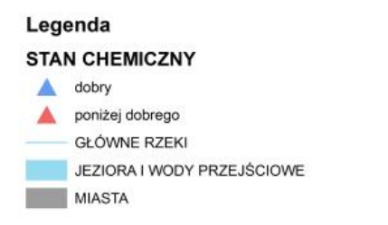 Legenda
STAN CHEMICZNY
dobry
poniżej dobrego
GŁÓWNE RZEKI
JEZIORA I WODY PRZEJŚCIOWE
MIASTA